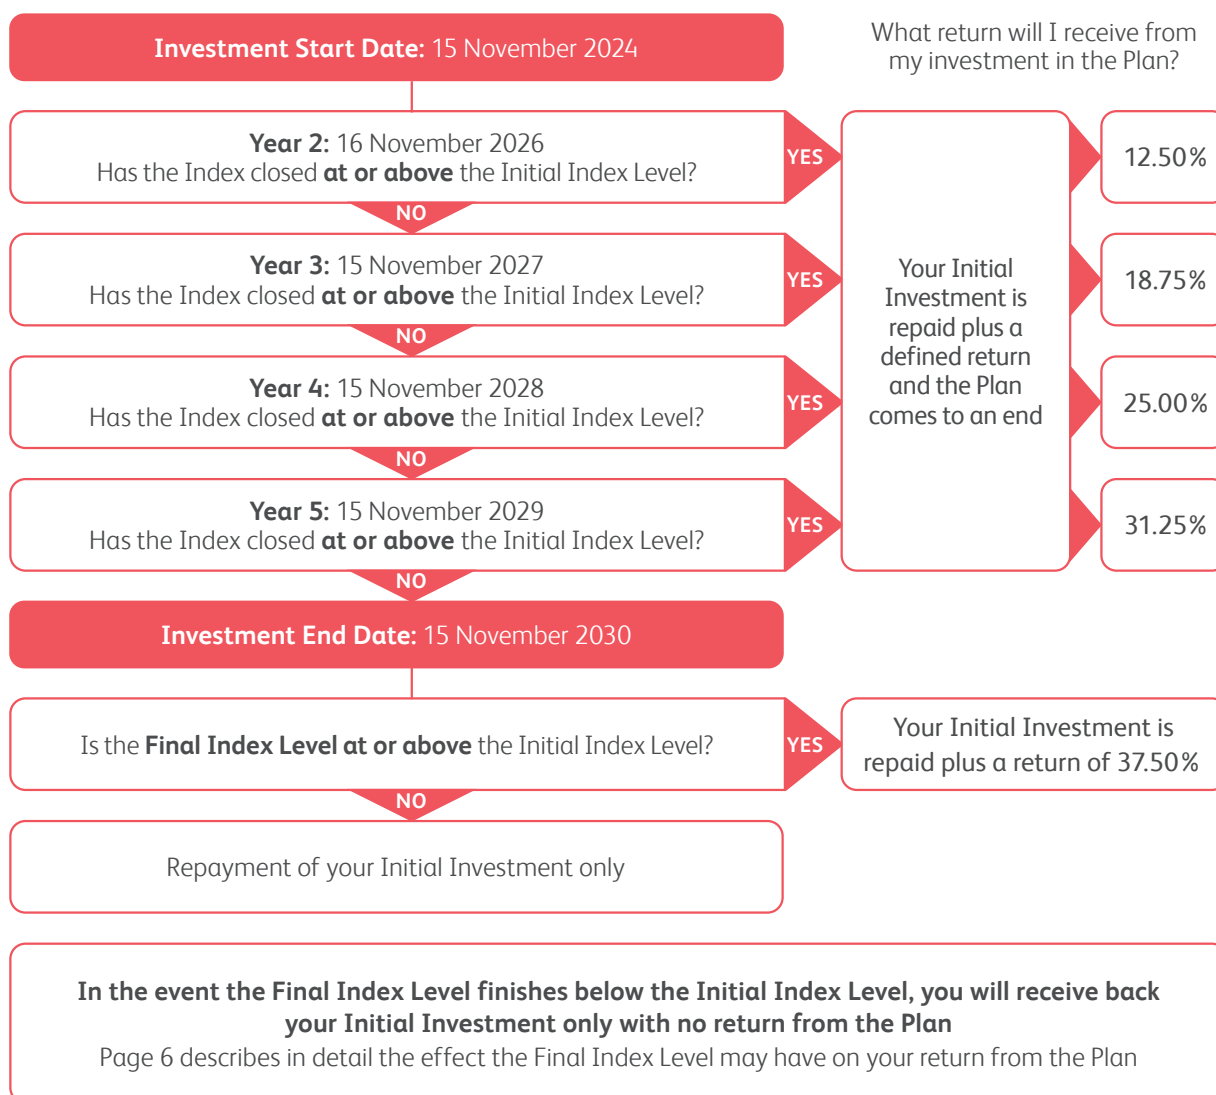 Investment Start Date: 15 November 2024
What return will I receive from
my investment in the Plan?
Year 2: 16 November 2026
Has the Index closed at or above the Initial Index Level?
YES
12.50%
NO
Year 3: 15 November 2027
Has the Index closed at or above the Initial Index Level?
YES
18.75%
NO
Year 4: 15 November 2028
Has the Index closed at or above the Initial Index Level?
YES
25.00%
NO
Year 5: 15 November 2029
Has the Index closed at or above the Initial Index Level?
YES
31.25%
NO
Your Initial
Investment is
repaid plus a
defined return
and the Plan
comes to an end
Investment End Date: 15 November 2030
Is the Final Index Level at or above the Initial Index Level?
YES
Your Initial Investment is
repaid plus a return of 37.50%
NO
Repayment of your Initial Investment only
In the event the Final Index Level finishes below the Initial Index Level, you will receive back
your Initial Investment only with no return from the Plan
Page 6 describes in detail the effect the Final Index Level may have on your return from the Plan